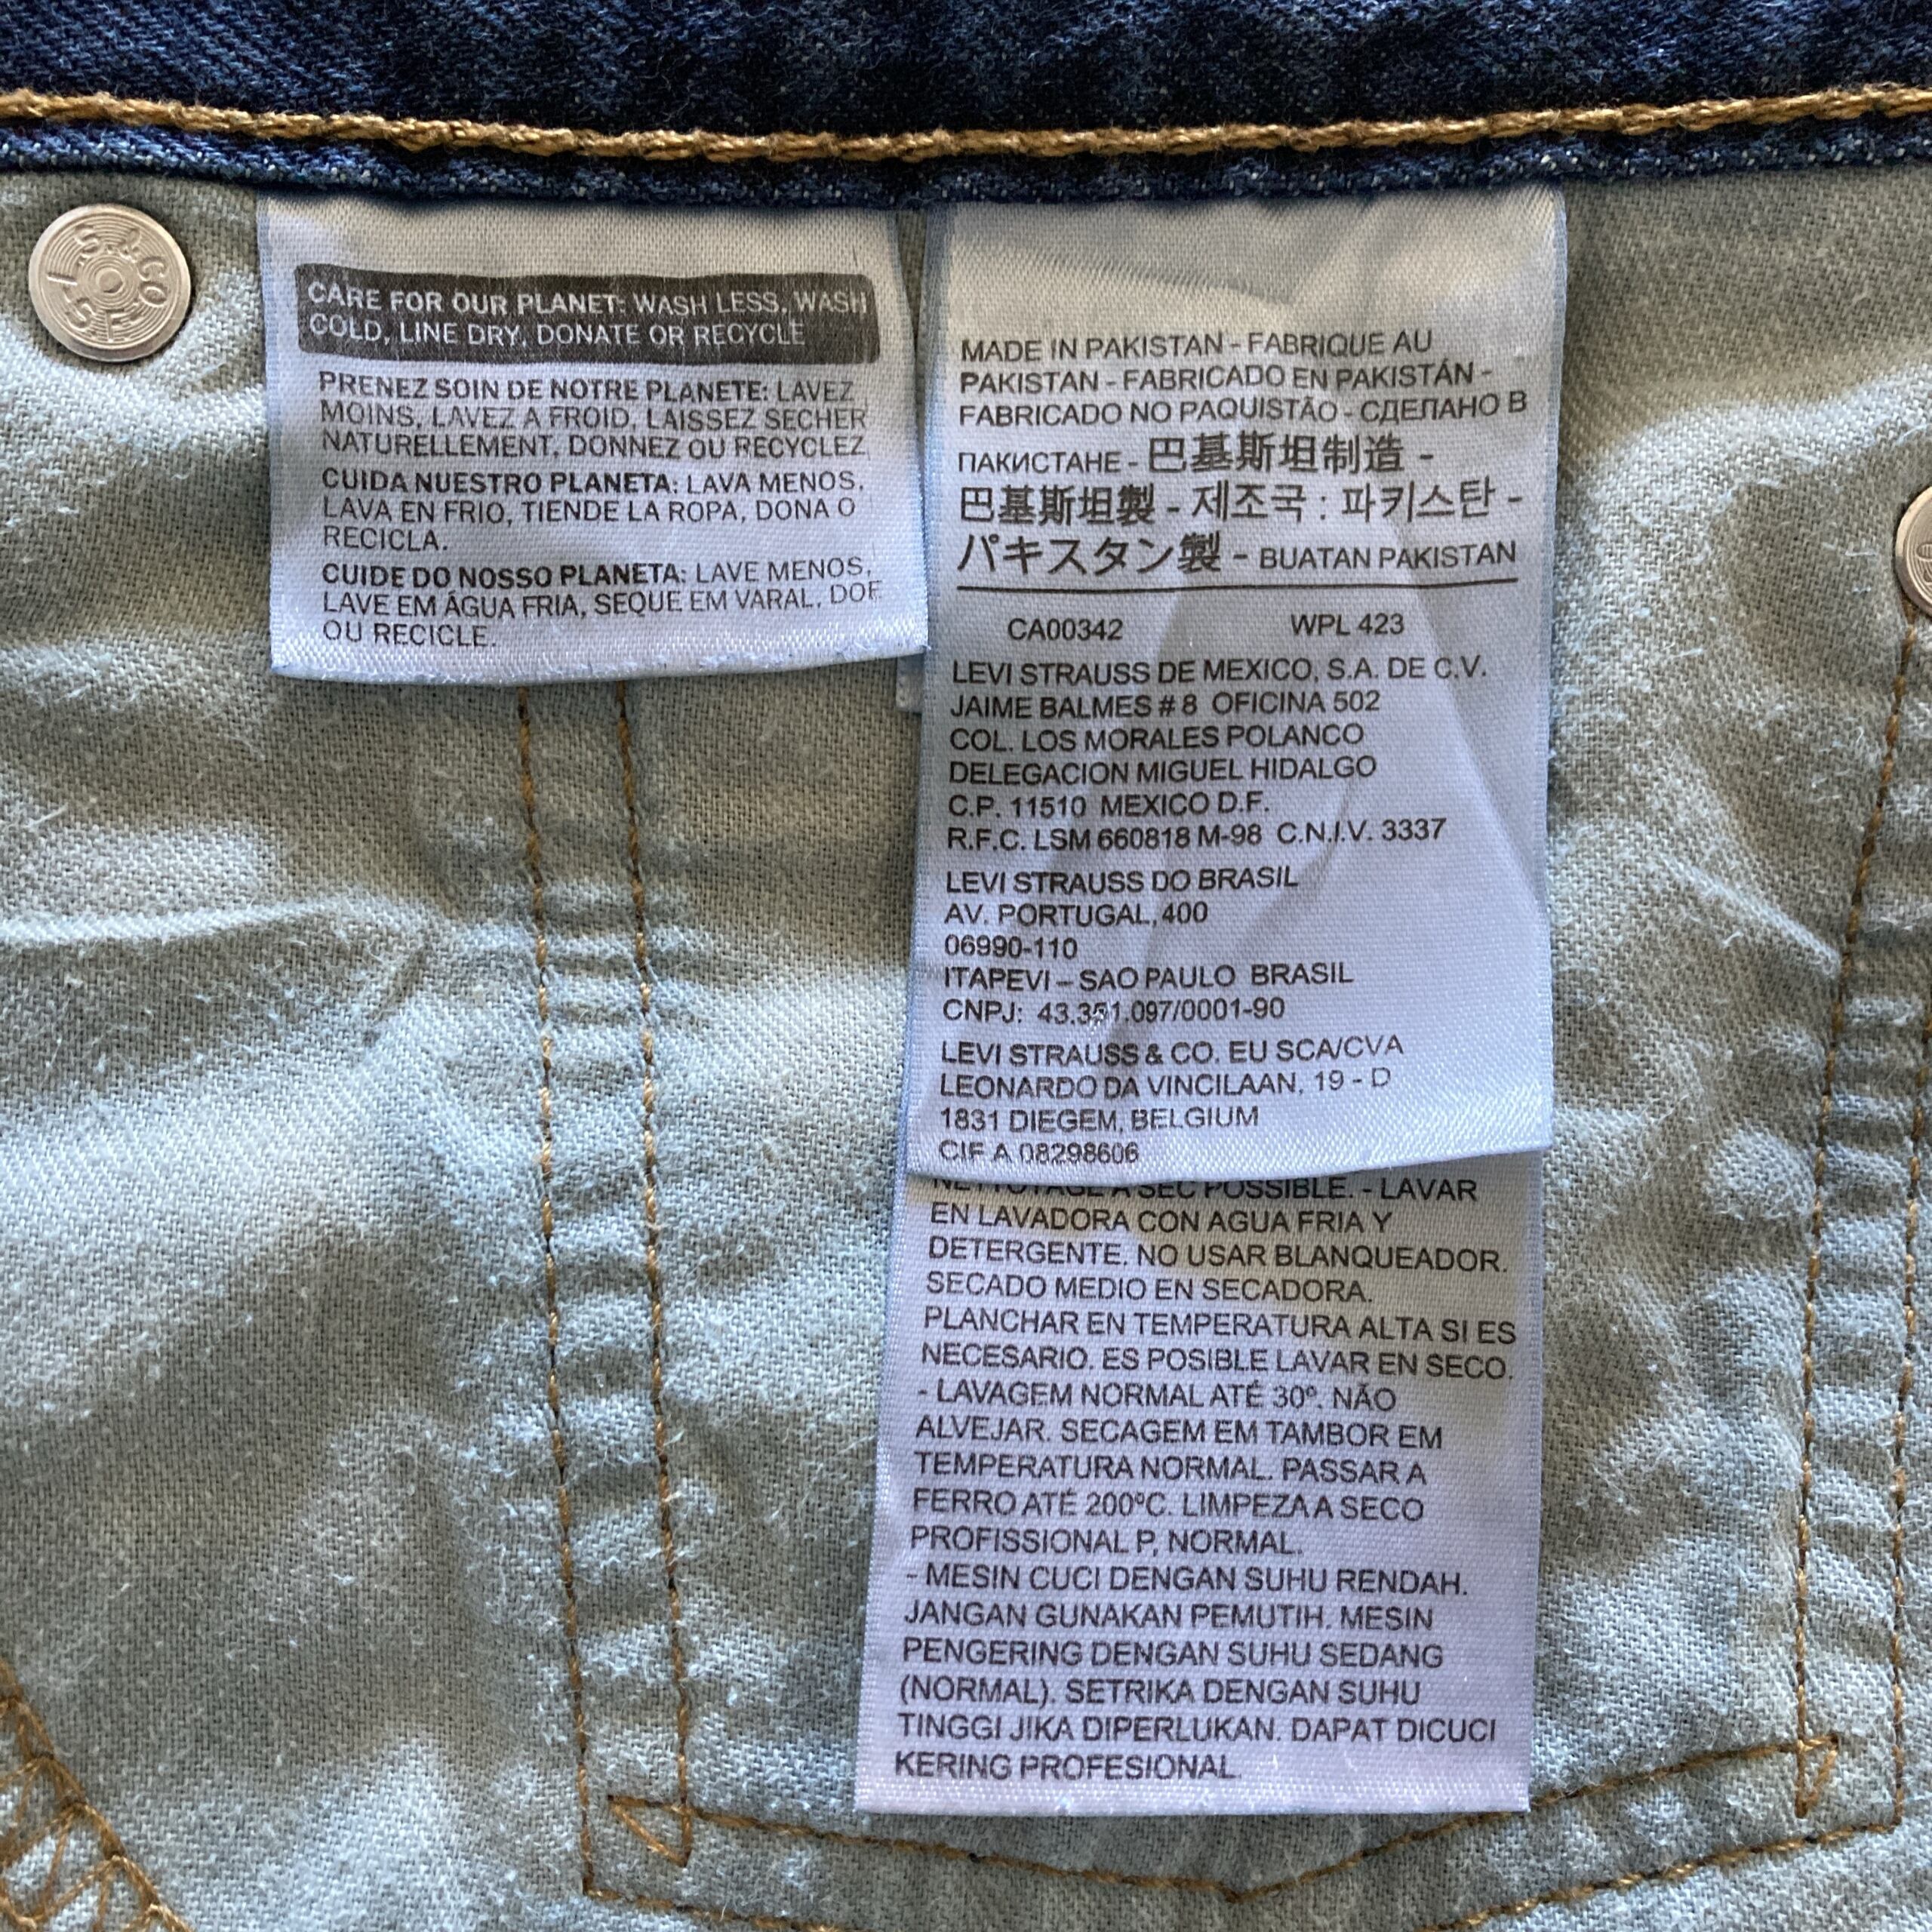 L.S.&CO S.F.
CARE FOR OUR PLANET: WASH LESS, WASH
COLD, LINE DRY, DONATE OR RECYCLE
PRENEZ SOIN DE NOTRE PLANETE: LAVEZ
MOINS, LAVEZ A FROID, LAISSEZ SECHER
NATURELLEMENT, DONNEZ OU RECYCLEZ
CUIDA NUESTRO PLANETA: LAVA MENOS,
LAVA EN FRIO, TIENDE LA ROPA, DONA O
RECICLA.
CUIDE DO NOSSO PLANETA: LAVE MENOS,
LAVE EM ÁGUA FRIA, SEQUE EM VARAL,
OU RECICLE.
MADE IN PAKISTAN - FABRIQUE AU
PAKISTAN - FABRICADO EN PAKISTÁN -
FABRICADO NO PAQUISTÃO - СДЕЛАНО В
ПАКИСТАНЕ - 巴基斯坦制造 -
巴基斯坦製 - 제조국 : 파키스탄 -
パキスタン製 - BUATAN PAKISTAN
CA00342 WPL 423
LEVI STRAUSS DE MEXICO, S.A. DE C.V.
JAIME BALMES # 8 OFICINA 502
COL. LOS MORALES POLANCO
DELEGACION MIGUEL HIDALGO
C.P. 11510 MEXICO D.F.
R.F.C. LSM 660818 M-98 C.N.I.V. 3337
LEVI STRAUSS DO BRASIL
AV. PORTUGAL, 400
06990-110
ITAPEVI – SAO PAULO BRASIL
CNPJ: 43.351.097/0001-90
LEVI STRAUSS & CO. EU SCA/CVA
LEONARDO DA VINCILAAN, 19 - D
1831 DIEGEM, BELGIUM
CIF A 08298606
NETTOYAGE A SEC POSSIBLE. - LAVAR
EN LAVADORA CON AGUA FRIA Y
DETERGENTE. NO USAR BLANQUEADOR.
SECADO MEDIO EN SECADORA.
PLANCHAR EN TEMPERATURA ALTA SI ES
NECESARIO. ES POSIBLE LAVAR EN SECO.
- LAVAGEM NORMAL ATÉ 30º. NÃO
ALVEJAR. SECAGEM EM TAMBOR EM
TEMPERATURA NORMAL. PASSAR A
FERRO ATÉ 200ºC. LIMPEZA A SECO
PROFISSIONAL P, NORMAL.
- MESIN CUCI DENGAN SUHU RENDAH.
JANGAN GUNAKAN PEMUTIH. MESIN
PENGERING DENGAN SUHU SEDANG
(NORMAL). SETRIKA DENGAN SUHU
TINGGI JIKA DIPERLUKAN. DAPAT DICUCI
KERING PROFESIONAL.